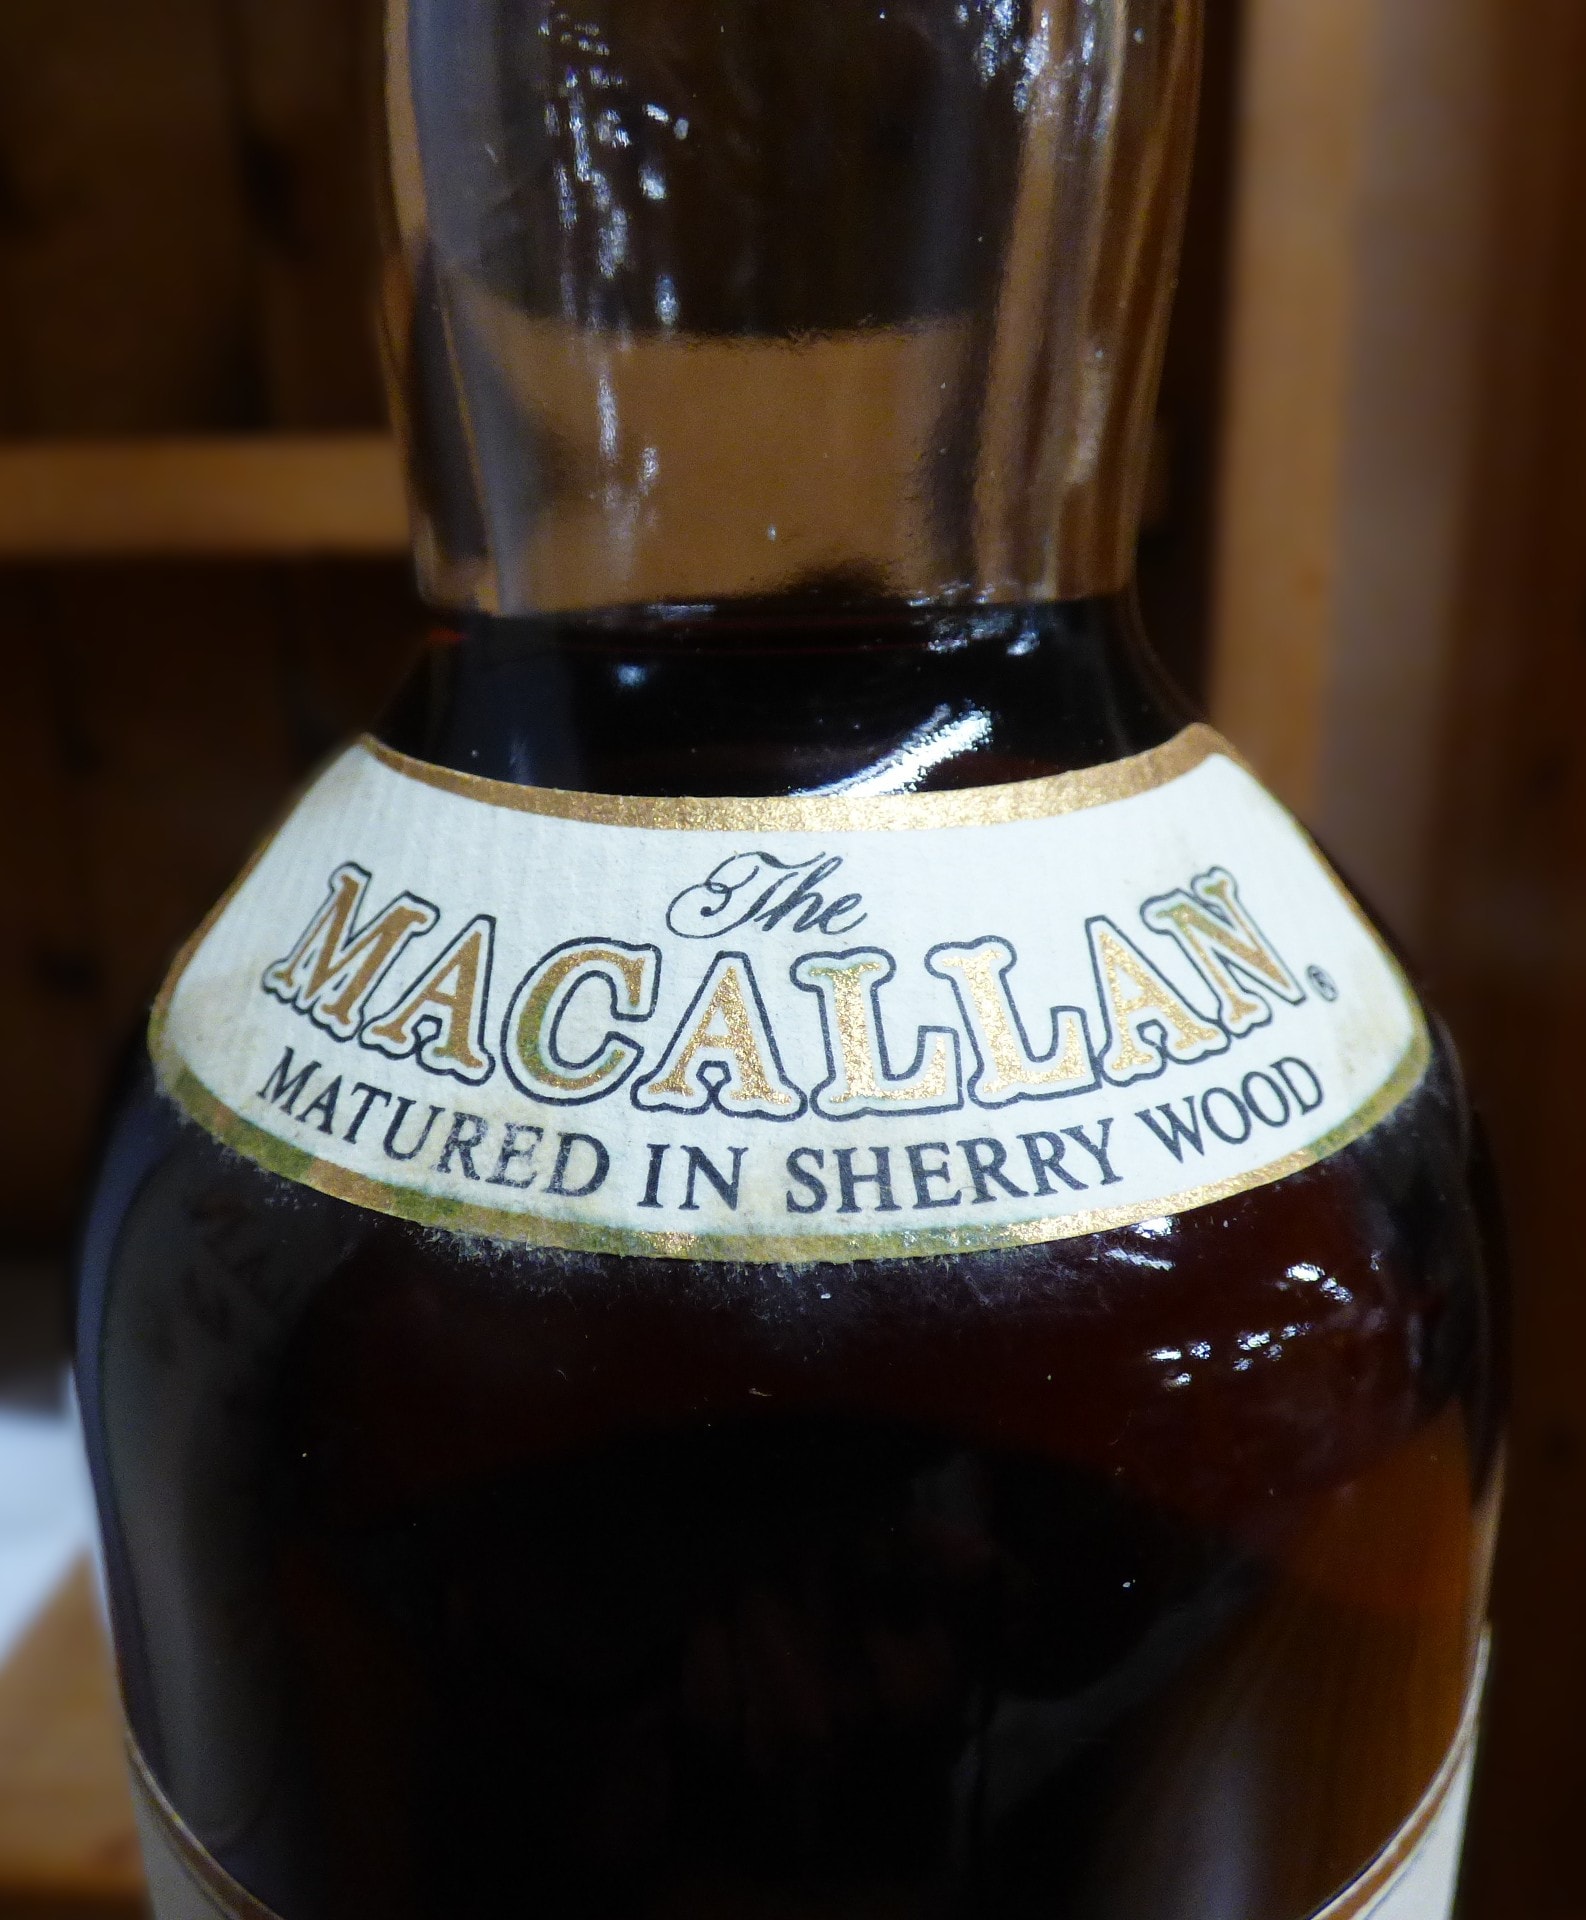 The
MACALLAN®
MATURED IN SHERRY WOOD